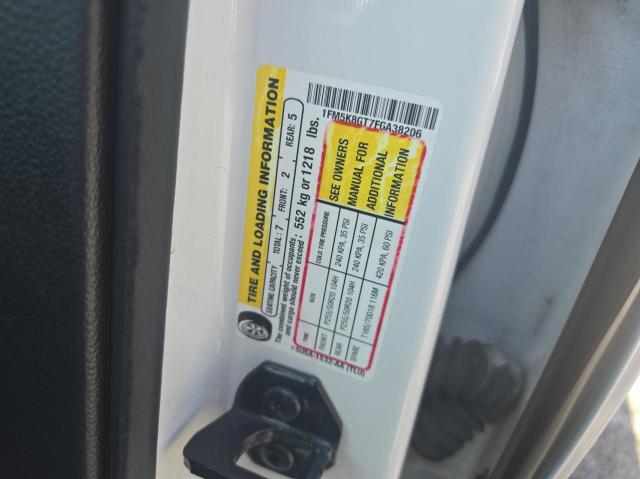 1FM5K8GT7FGA38206
TIRE AND LOADING INFORMATION
SEATING CAPACITY TOTAL: 7 FRONT: 2 REAR: 5
The combined weight of occupants
and cargo should never exceed: 552 kg or 1218 lbs.
TIRE SIZE COLD TIRE PRESSURE
FRONT P255/50R20 104H 240 KPA, 35 PSI
REAR P255/50R20 104H 240 KPA, 35 PSI
SPARE T165/70D18 116M 420 KPA, 60 PSI
SEE OWNERS
MANUAL FOR
ADDITIONAL
INFORMATION
5U5A-1532-AA (TLU)